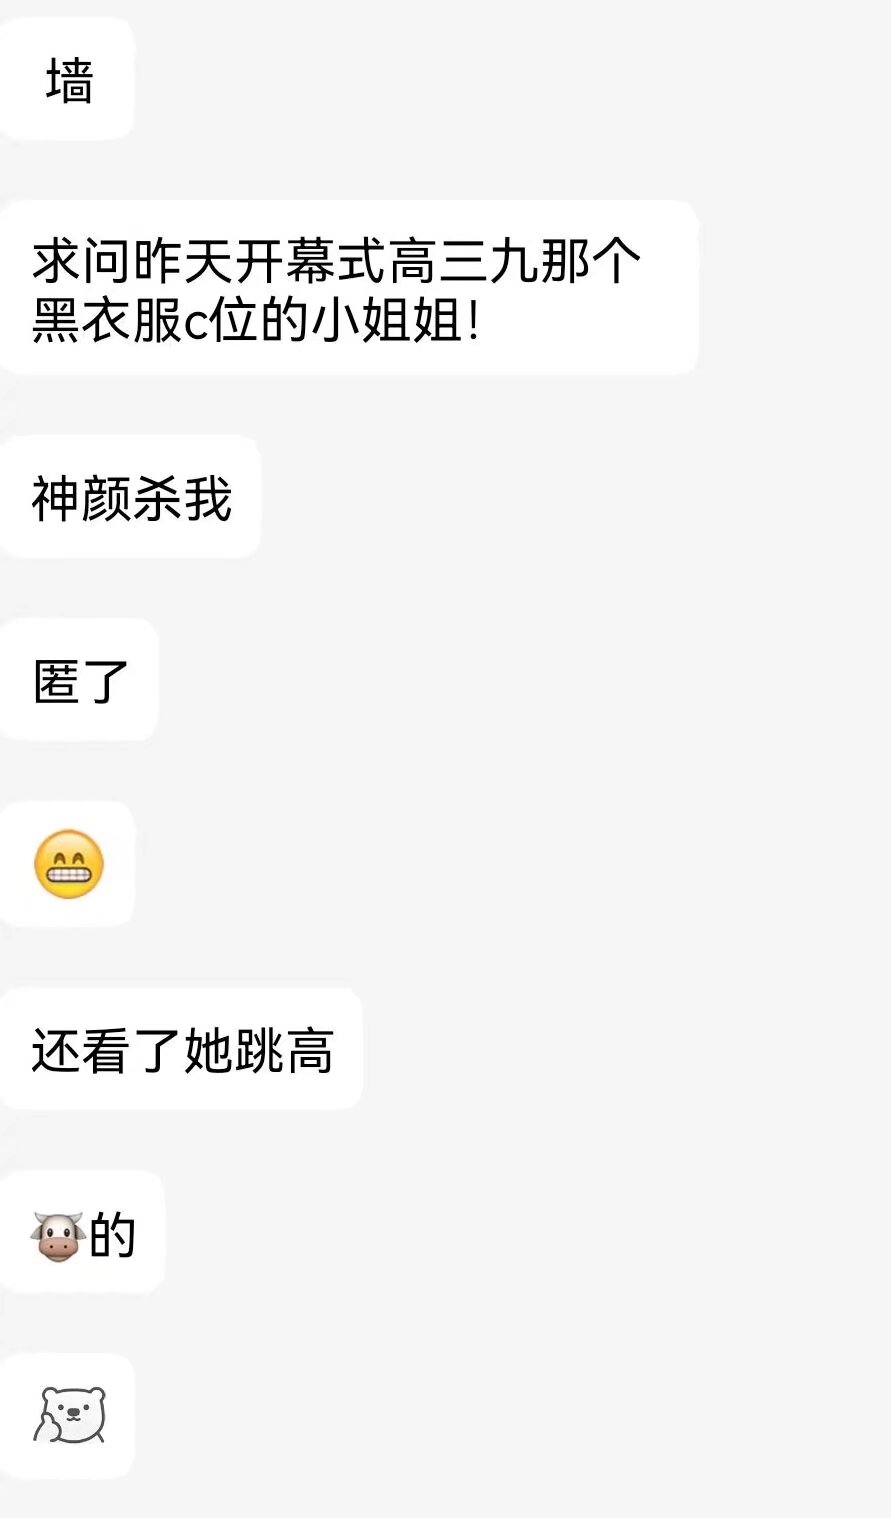 墙
求问昨天开幕式高三九那个
黑衣服c位的小姐姐！
神颜杀我
匿了
😁
还看了她跳高
🐮的